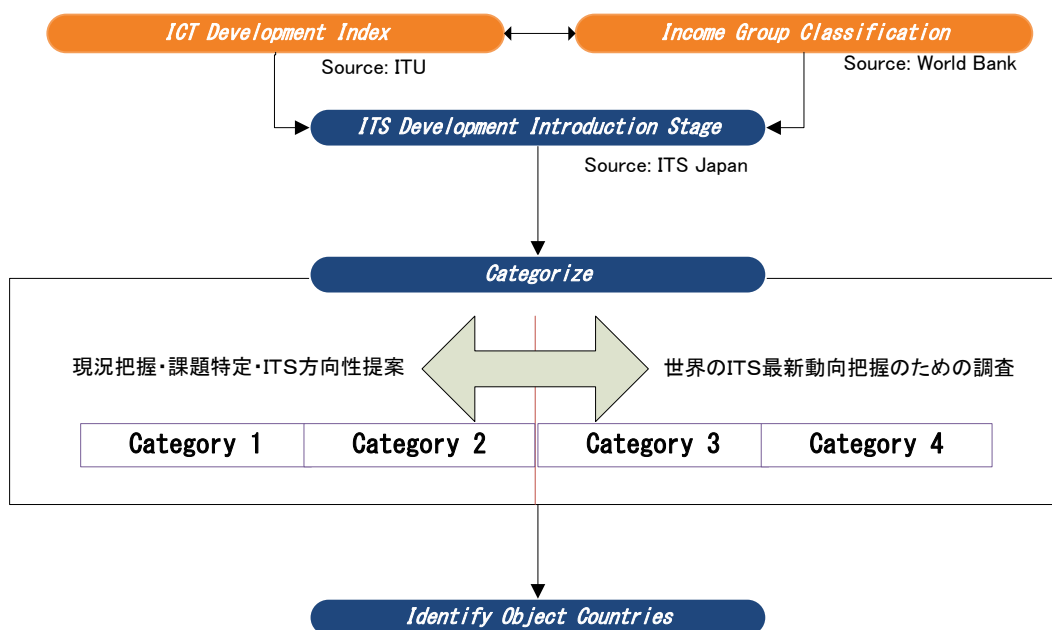 ICT Development Index
Income Group Classification
Source: ITU
Source: World Bank
ITS Development Introduction Stage
Source: ITS Japan
Categorize
現況把握・課題特定・ITS方向性提案
世界のITS最新動向把握のための調査
Category 1
Category 2
Category 3
Category 4
Identify Object Countries